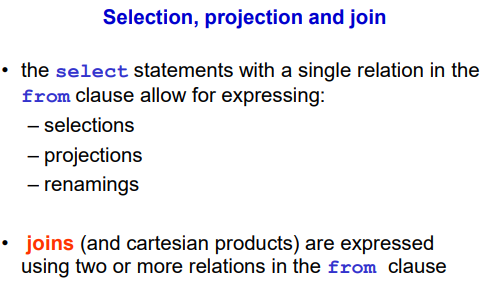 Selection, projection and join
• the select statements with a single relation in the
from clause allow for expressing:
– selections
– projections
– renamings
• joins (and cartesian products) are expressed
using two or more relations in the from clause